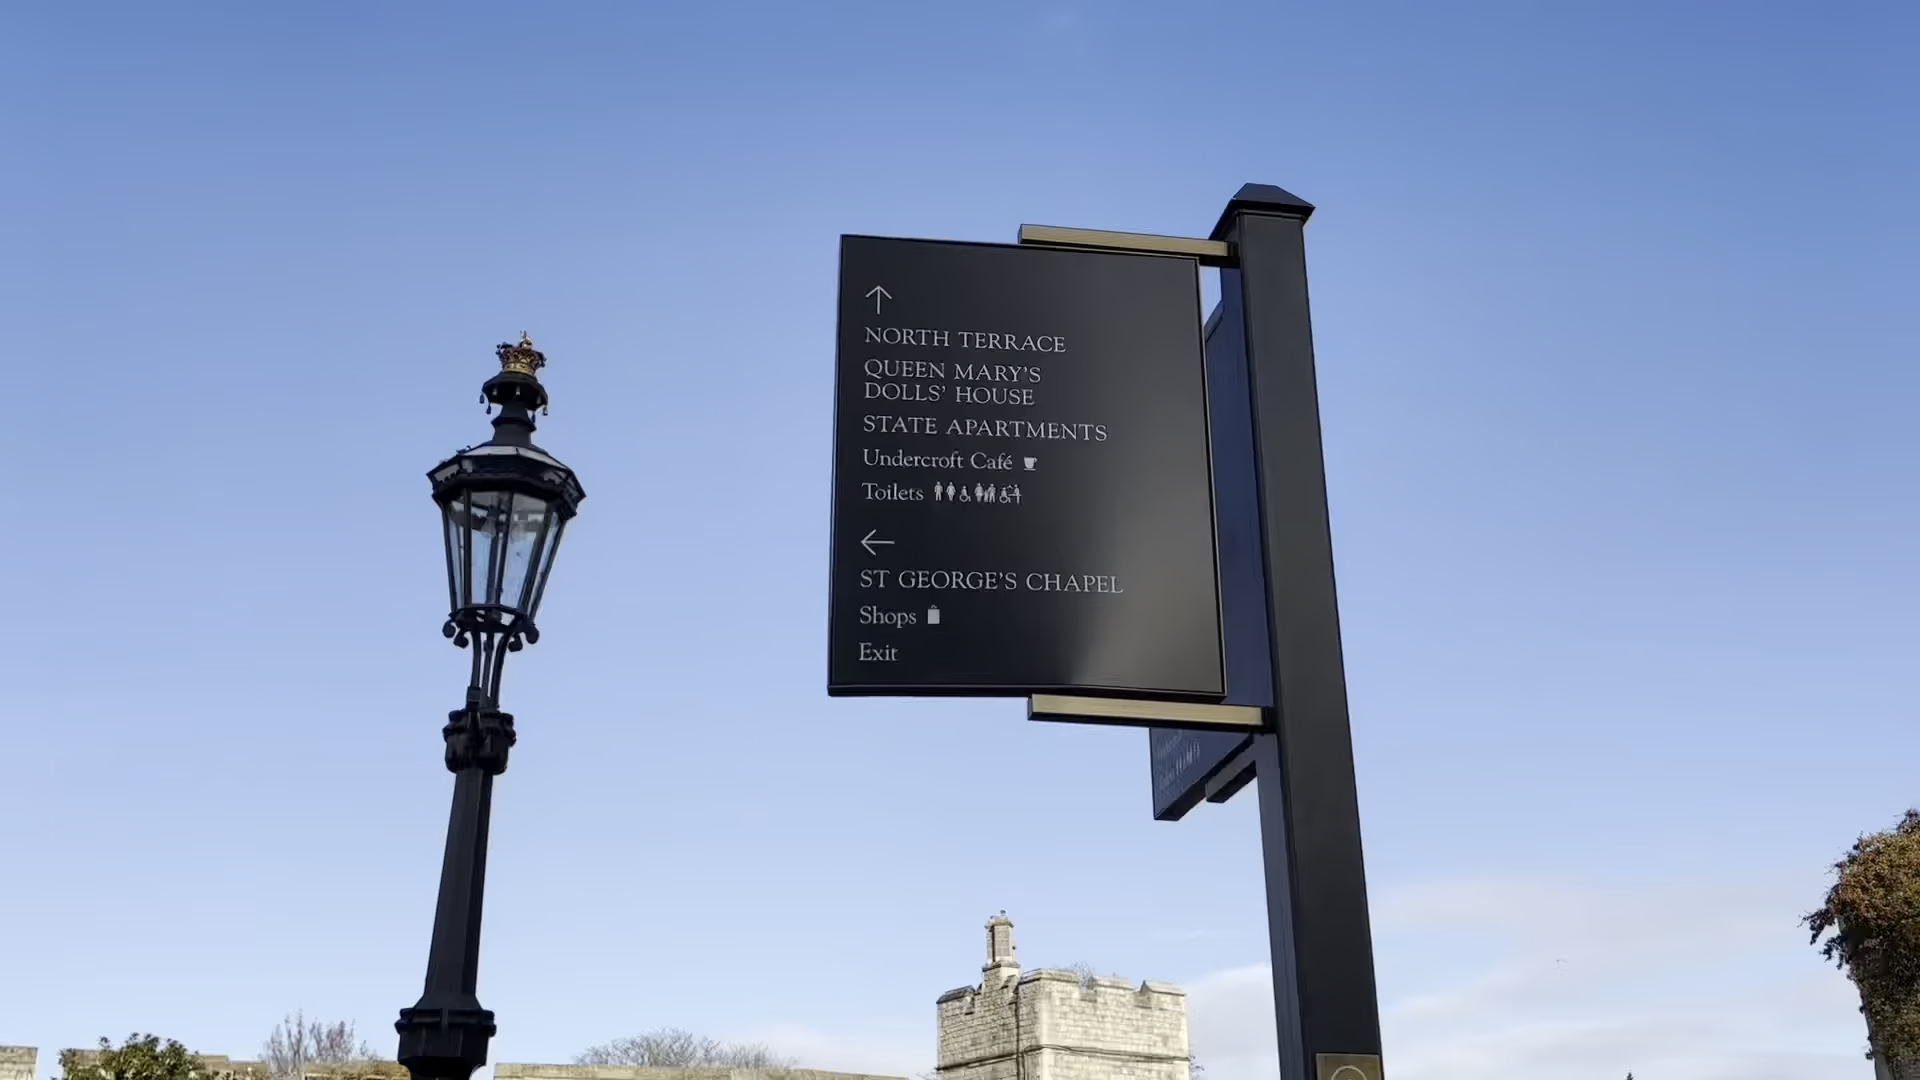 NORTH TERRACE
QUEEN MARY'S
DOLLS' HOUSE
STATE APARTMENTS
Undercroft Café
Toilets
ST GEORGE'S CHAPEL
Shops
Exit